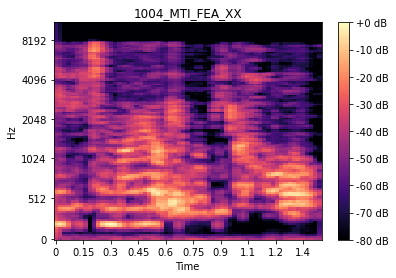 1004_MTI_FEA_XX
+0 dB
8192
-10 dB
4096
-20 dB
-30 dB
2048
Hz
-40 dB
1024
-50 dB
512
-60 dB
-70 dB
0
-80 dB
0 0.15 0.3 0.45 0.6 0.75 0.9 1.1 1.2 1.4
Time